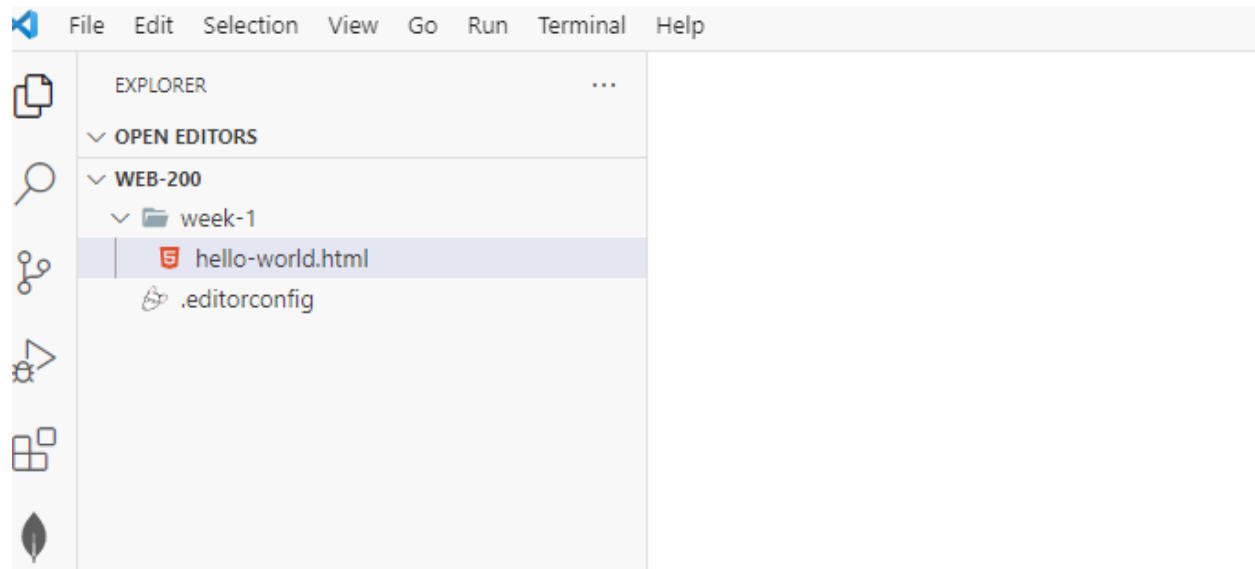 File Edit Selection View Go Run Terminal Help
EXPLORER ...
OPEN EDITORS
WEB-200
week-1
hello-world.html
.editorconfig